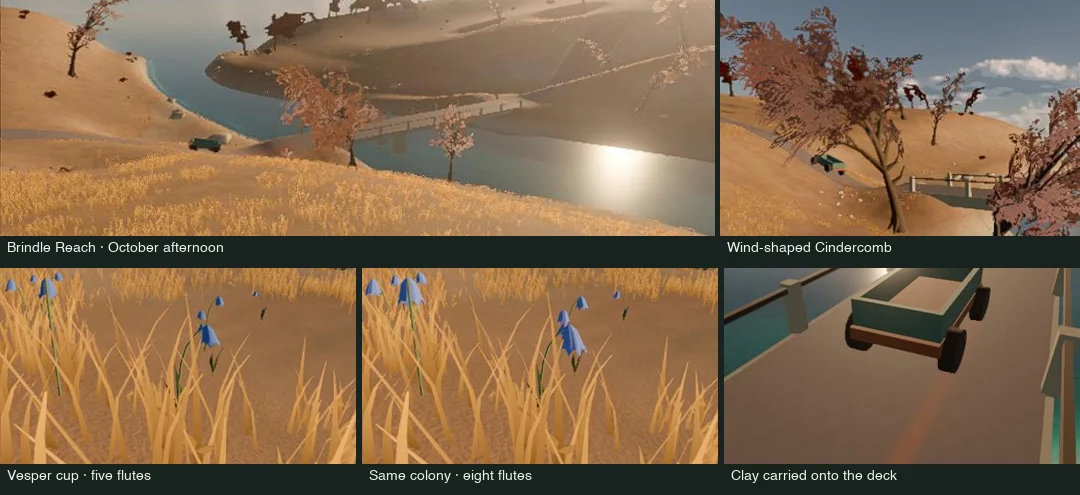 Brindle Reach · October afternoon
Wind-shaped Cindercomb
Vesper cup · five flutes
Same colony · eight flutes
Clay carried onto the deck